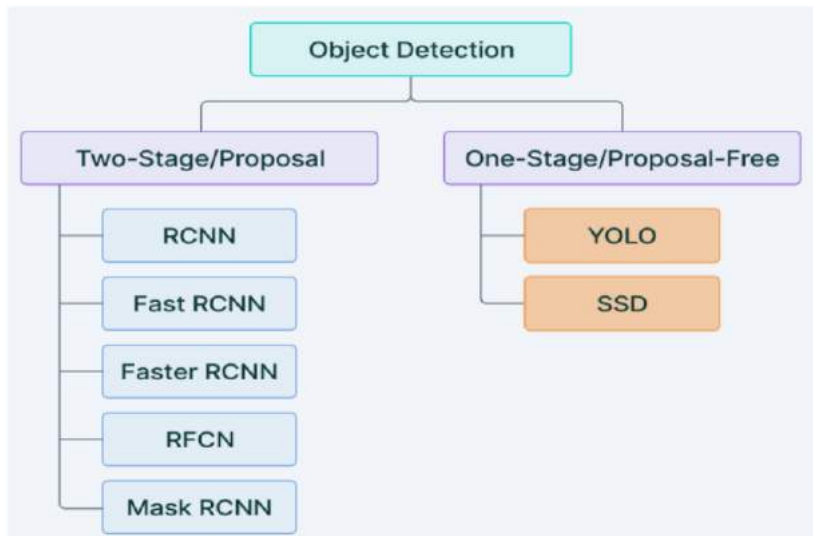 Object Detection
Two-Stage/Proposal
One-Stage/Proposal-Free
RCNN
Fast RCNN
Faster RCNN
RFCN
Mask RCNN
YOLO
SSD